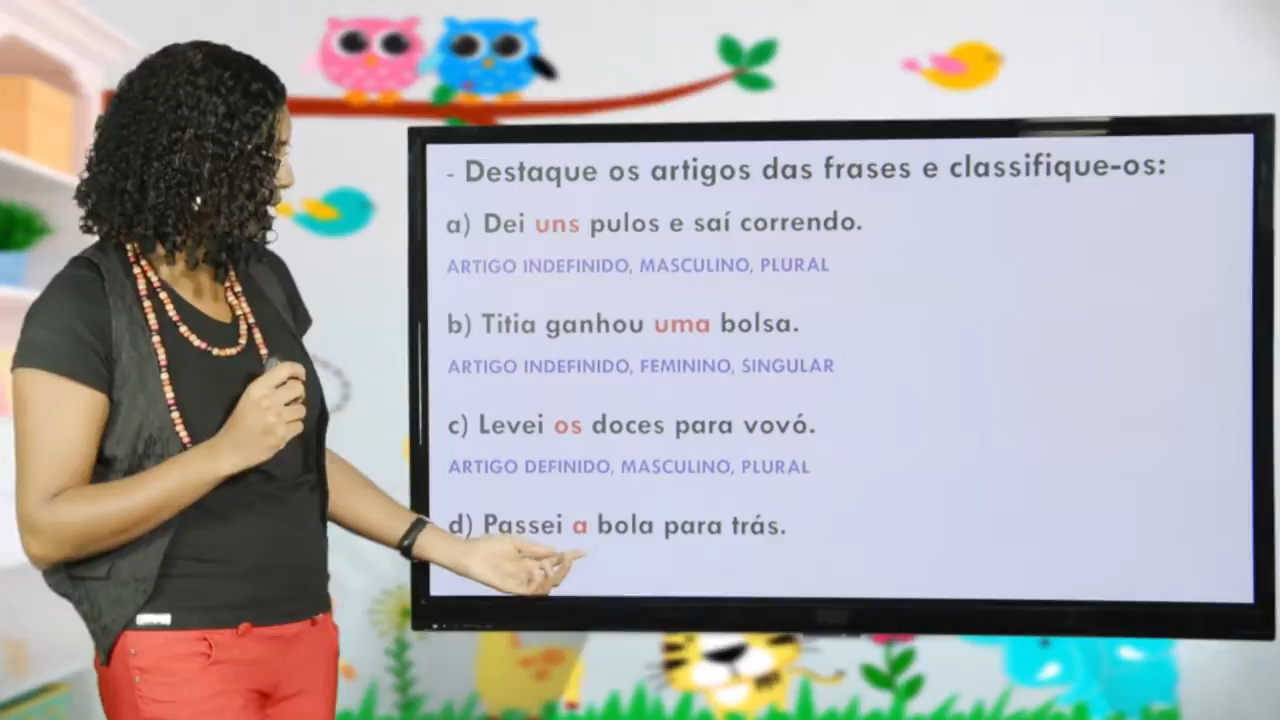 - Destaque os artigos das frases e classifique-os:
a) Dei uns pulos e saí correndo.
ARTIGO INDEFINIDO, MASCULINO, PLURAL
b) Titia ganhou uma bolsa.
ARTIGO INDEFINIDO, FEMININO, SINGULAR
c) Levei os doces para vovó.
ARTIGO DEFINIDO, MASCULINO, PLURAL
d) Passei a bola para trás.